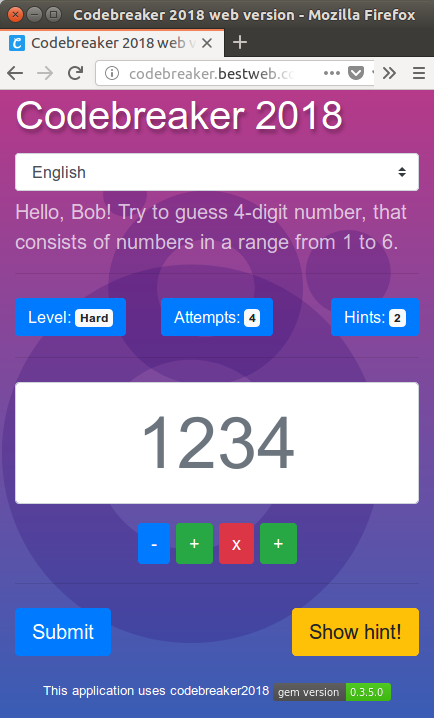 Codebreaker 2018 web version - Mozilla Firefox
Codebreaker 2018 web v
codebreaker.bestweb.c
Codebreaker 2018
English
Hello, Bob! Try to guess 4-digit number, that
consists of numbers in a range from 1 to 6.
Level: Hard Attempts: 4 Hints: 2
1234
- + x +
Submit Show hint!
This application uses codebreaker2018 gem version 0.3.5.0